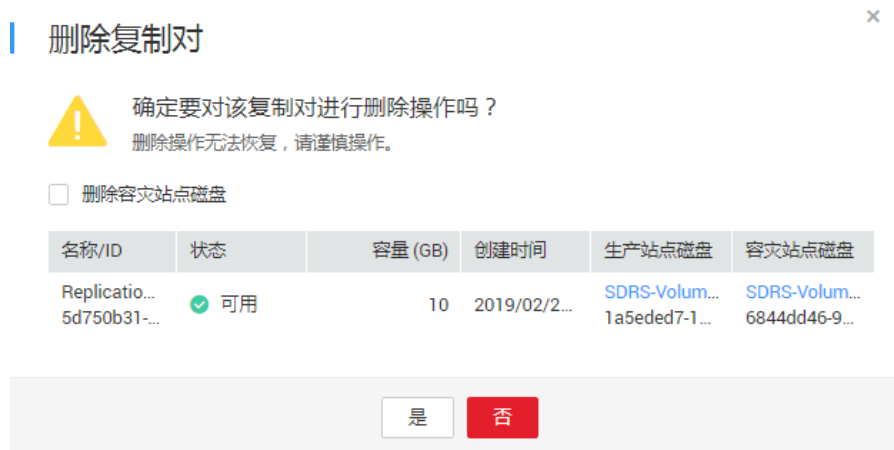 删除复制对
确定要对该复制对进行删除操作吗？
删除操作无法恢复，请谨慎操作。
删除容灾站点磁盘
名称/ID 状态 容量 (GB) 创建时间 生产站点磁盘 容灾站点磁盘
Replicatio... 可用 10 2019/02/2... SDRS-Volum... SDRS-Volum...
5d750b31-... 1a5eded7-1... 6844dd46-9...
是 否